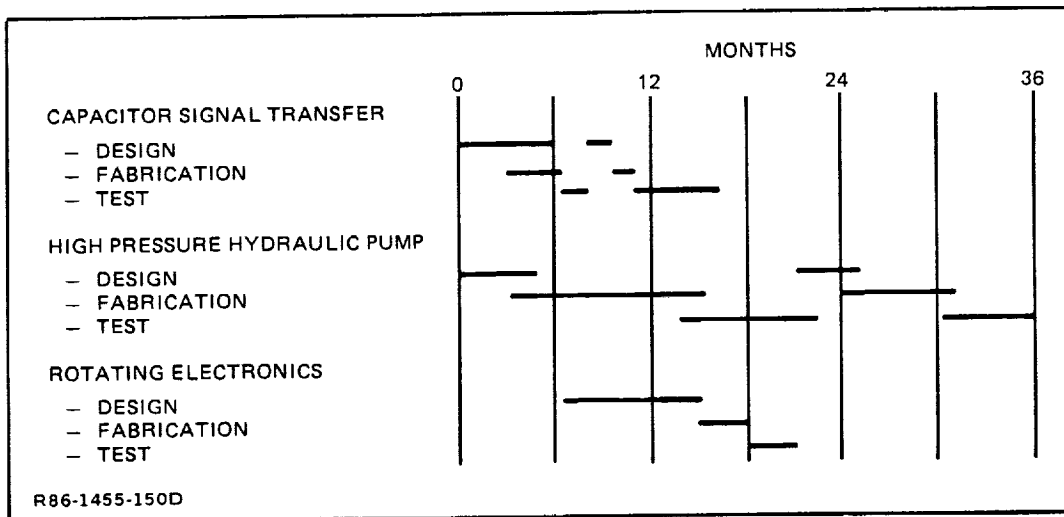 MONTHS
0 12 24 36
CAPACITOR SIGNAL TRANSFER
— DESIGN
— FABRICATION
— TEST
HIGH PRESSURE HYDRAULIC PUMP
— DESIGN
— FABRICATION
— TEST
ROTATING ELECTRONICS
— DESIGN
— FABRICATION
— TEST
R86-1455-150D